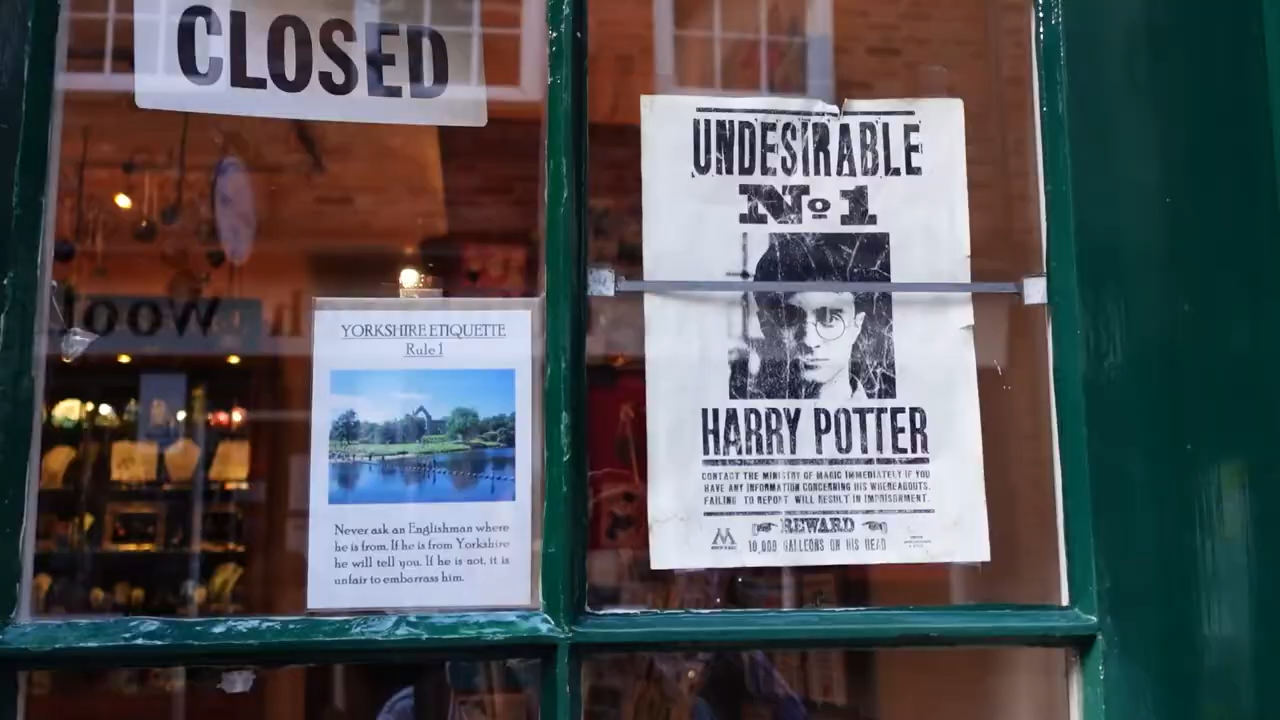 CLOSED
wool
YORKSHIRE ETIQUETTE
Rule 1
Never ask an Englishman where
he is from. If he is from Yorkshire
he will tell you. If he is not, it is
unfair to embarrass him.
UNDESIRABLE
No 1
HARRY POTTER
CONTACT THE MINISTRY OF MAGIC IMMEDIATELY IF YOU
HAVE ANY INFORMATION CONCERNING HIS WHEREABOUTS.
FAILING TO REPORT WILL RESULT IN IMPRISONMENT.
REWARD
10,000 GALLEONS ON HIS HEAD